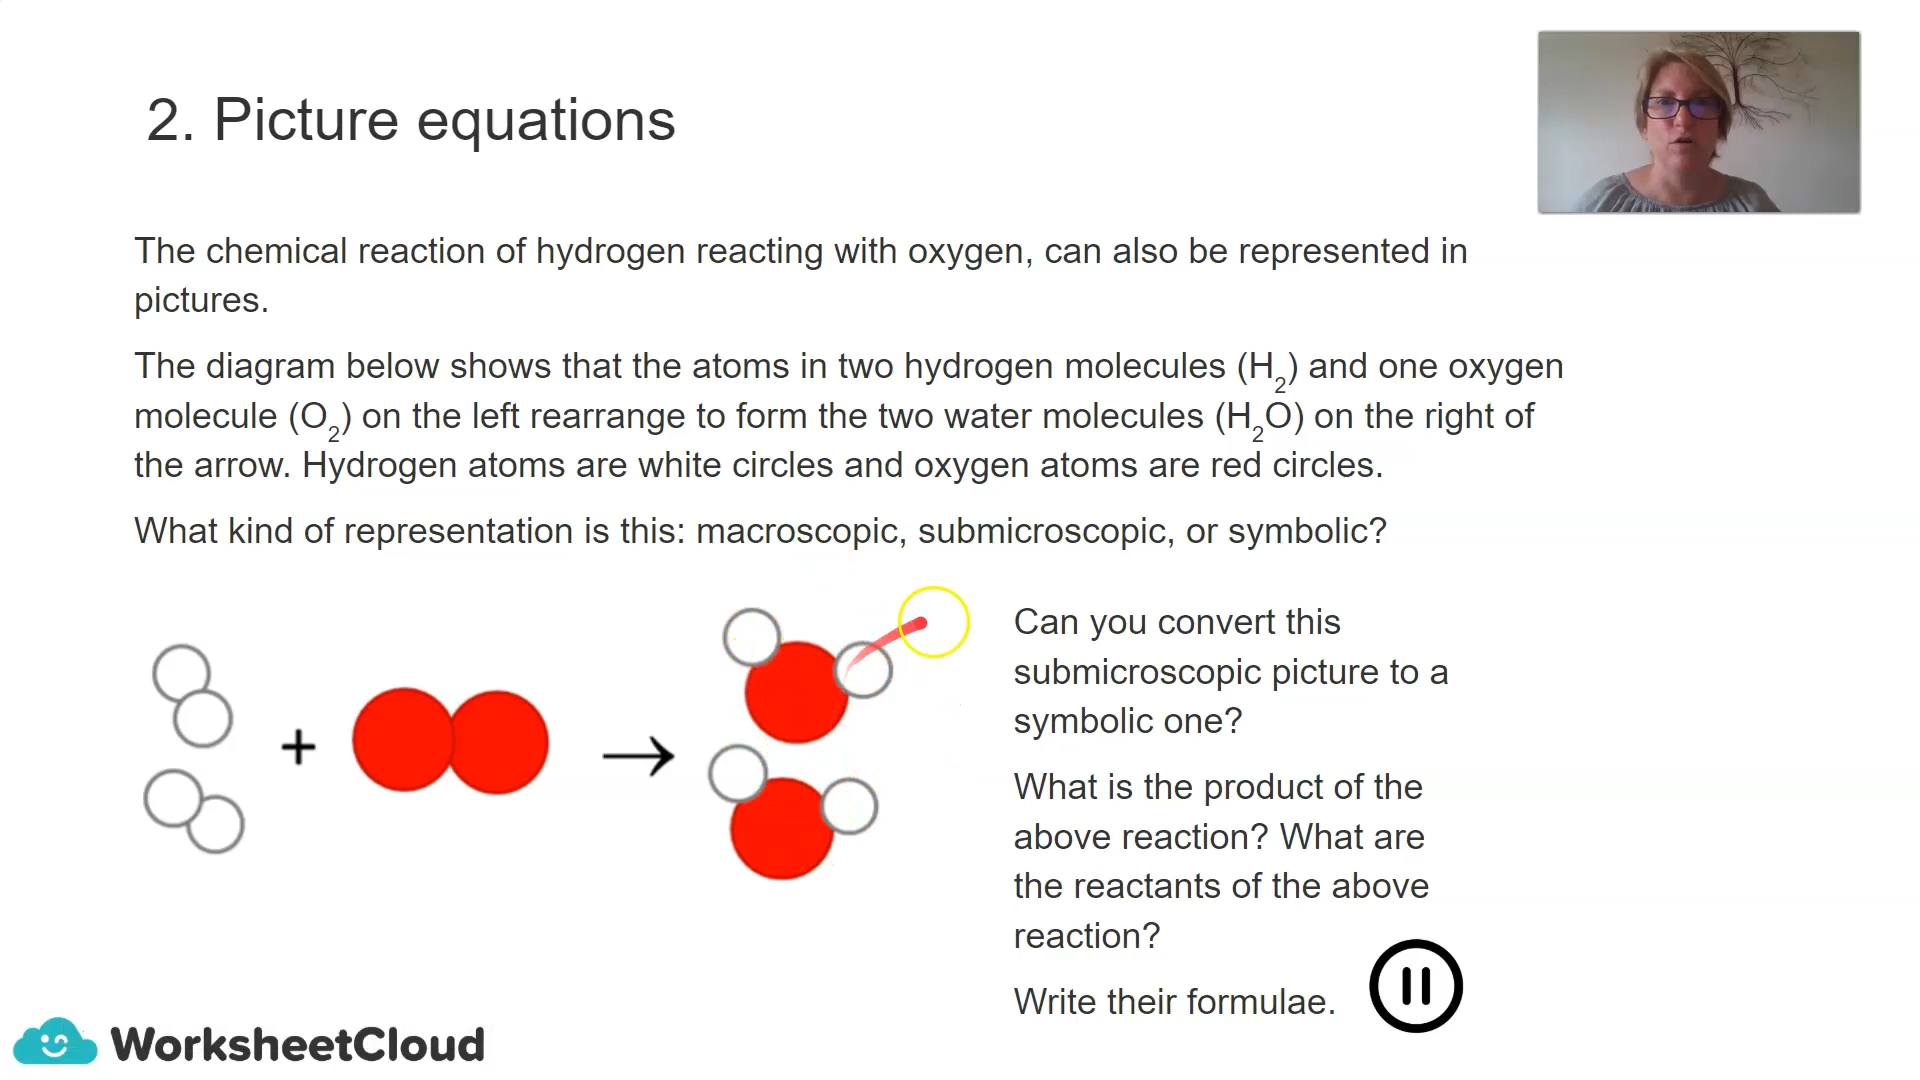 2. Picture equations
The chemical reaction of hydrogen reacting with oxygen, can also be represented in
pictures.
The diagram below shows that the atoms in two hydrogen molecules (H₂) and one oxygen
molecule (O₂) on the left rearrange to form the two water molecules (H₂O) on the right of
the arrow. Hydrogen atoms are white circles and oxygen atoms are red circles.
What kind of representation is this: macroscopic, submicroscopic, or symbolic?
+ →
Can you convert this
submicroscopic picture to a
symbolic one?
What is the product of the
above reaction? What are
the reactants of the above
reaction?
Write their formulae.
WorksheetCloud